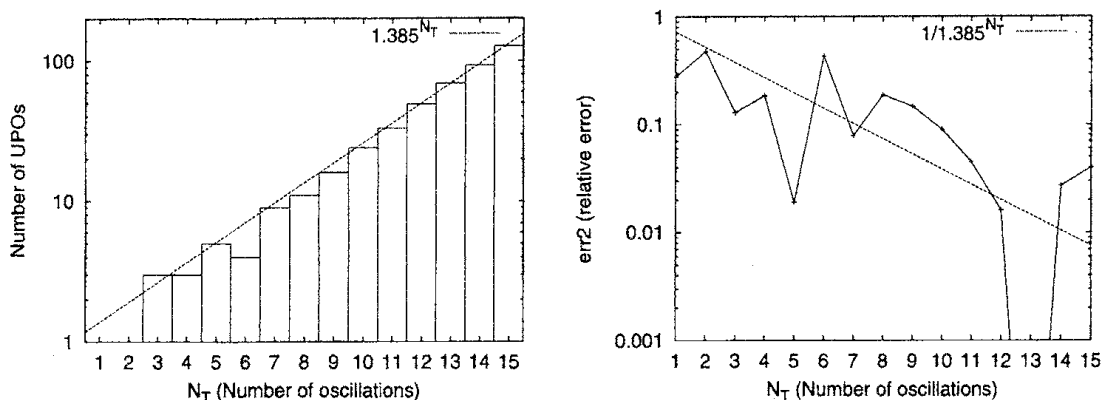 1.385^N_T
100
10
1
Number of UPOs
1 2 3 4 5 6 7 8 9 10 11 12 13 14 15
N_T (Number of oscillations)
1/1.385^N_T
1
0.1
0.01
0.001
err2 (relative error)
1 2 3 4 5 6 7 8 9 10 11 12 13 14 15
N_T (Number of oscillations)